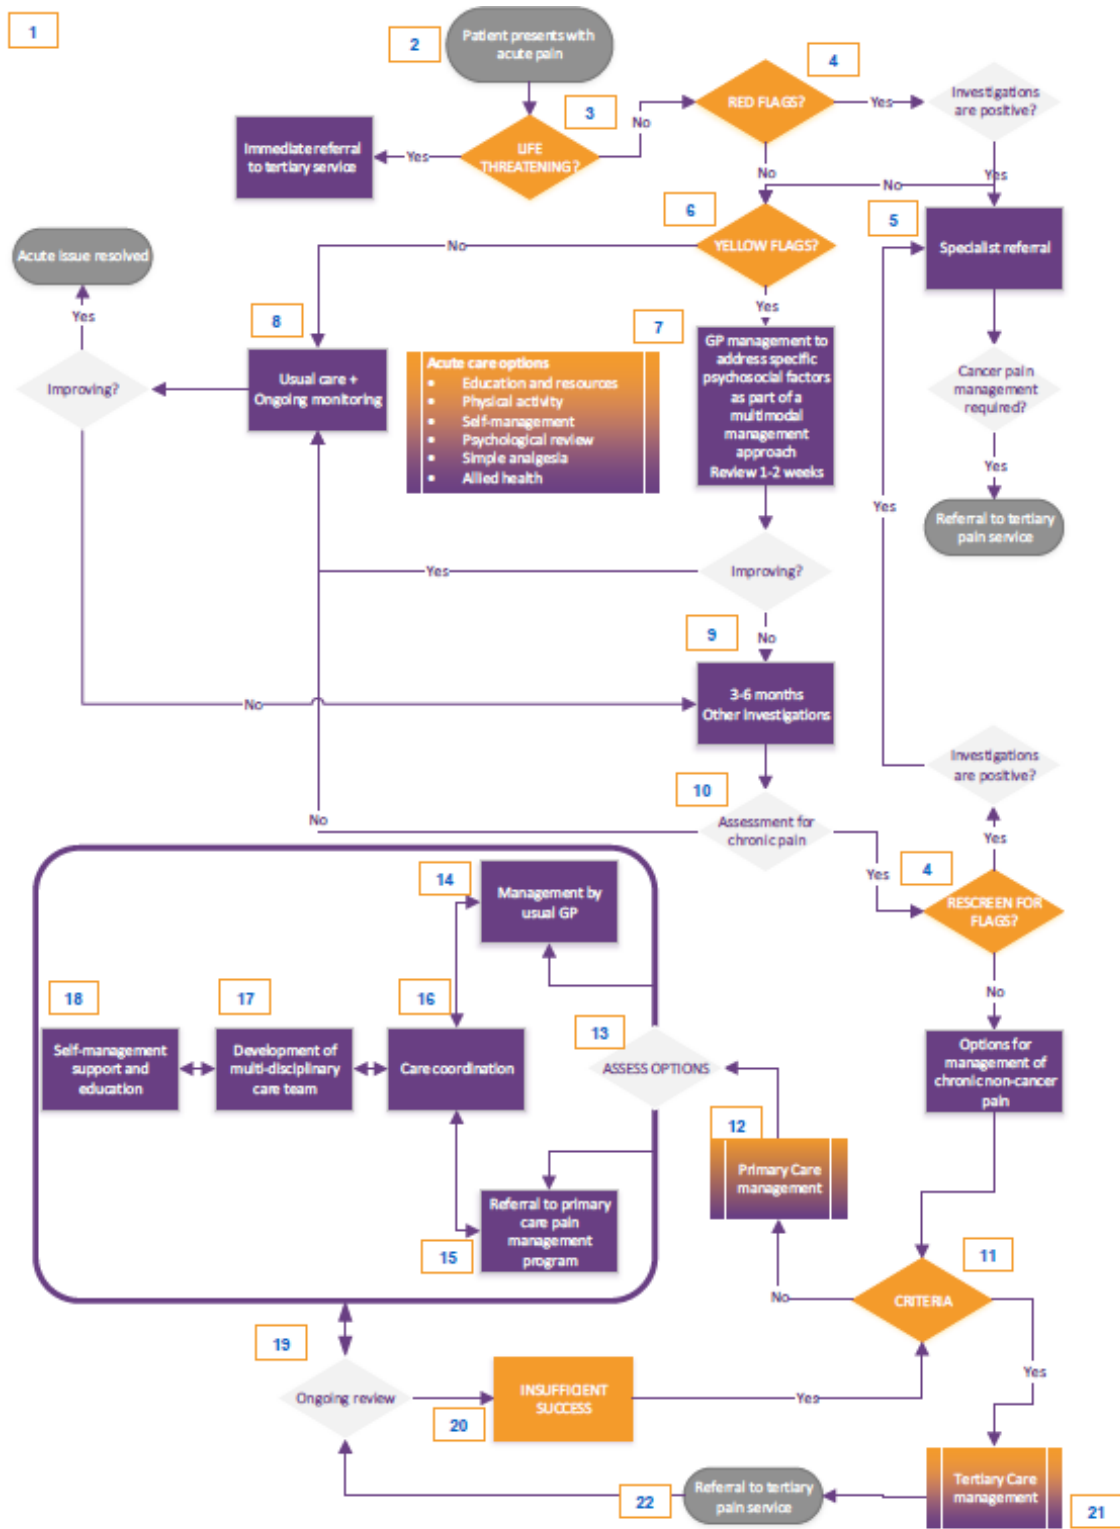 1
2
Patient presents with
acute pain
3
LIFE
THREATENING?
Yes
Immediate referral
to tertiary service
No
4
RED FLAGS?
Yes
Investigations
are positive?
No
No
Yes
5
Specialist referral
6
YELLOW FLAGS?
No
Yes
Acute issue resolved
Yes
Improving?
8
Usual care +
Ongoing monitoring
Acute care options
• Education and resources
• Physical activity
• Self-management
• Psychological review
• Simple analgesia
• Allied health
7
GP management to
address specific
psychosocial factors
as part of a
multimodal
management
approach
Review 1-2 weeks
Cancer pain
management
required?
Yes
Referral to tertiary
pain service
Yes
Improving?
Yes
No
9
3-6 months
Other Investigations
No
10
Assessment for
chronic pain
No
Yes
Investigations
are positive?
Yes
4
RESCREEN FOR
FLAGS?
No
Options for
management of
chronic non-cancer
pain
14
Management by
usual GP
18
Self-management
support and
education
17
Development of
multi-disciplinary
care team
16
Care coordination
13
ASSESS OPTIONS
12
Primary Care
management
15
Referral to primary
care pain
management
program
11
CRITERIA
No
Yes
19
Ongoing review
20
INSUFFICIENT
SUCCESS
Yes
22
Referral to tertiary
pain service
Tertiary Care
management
21